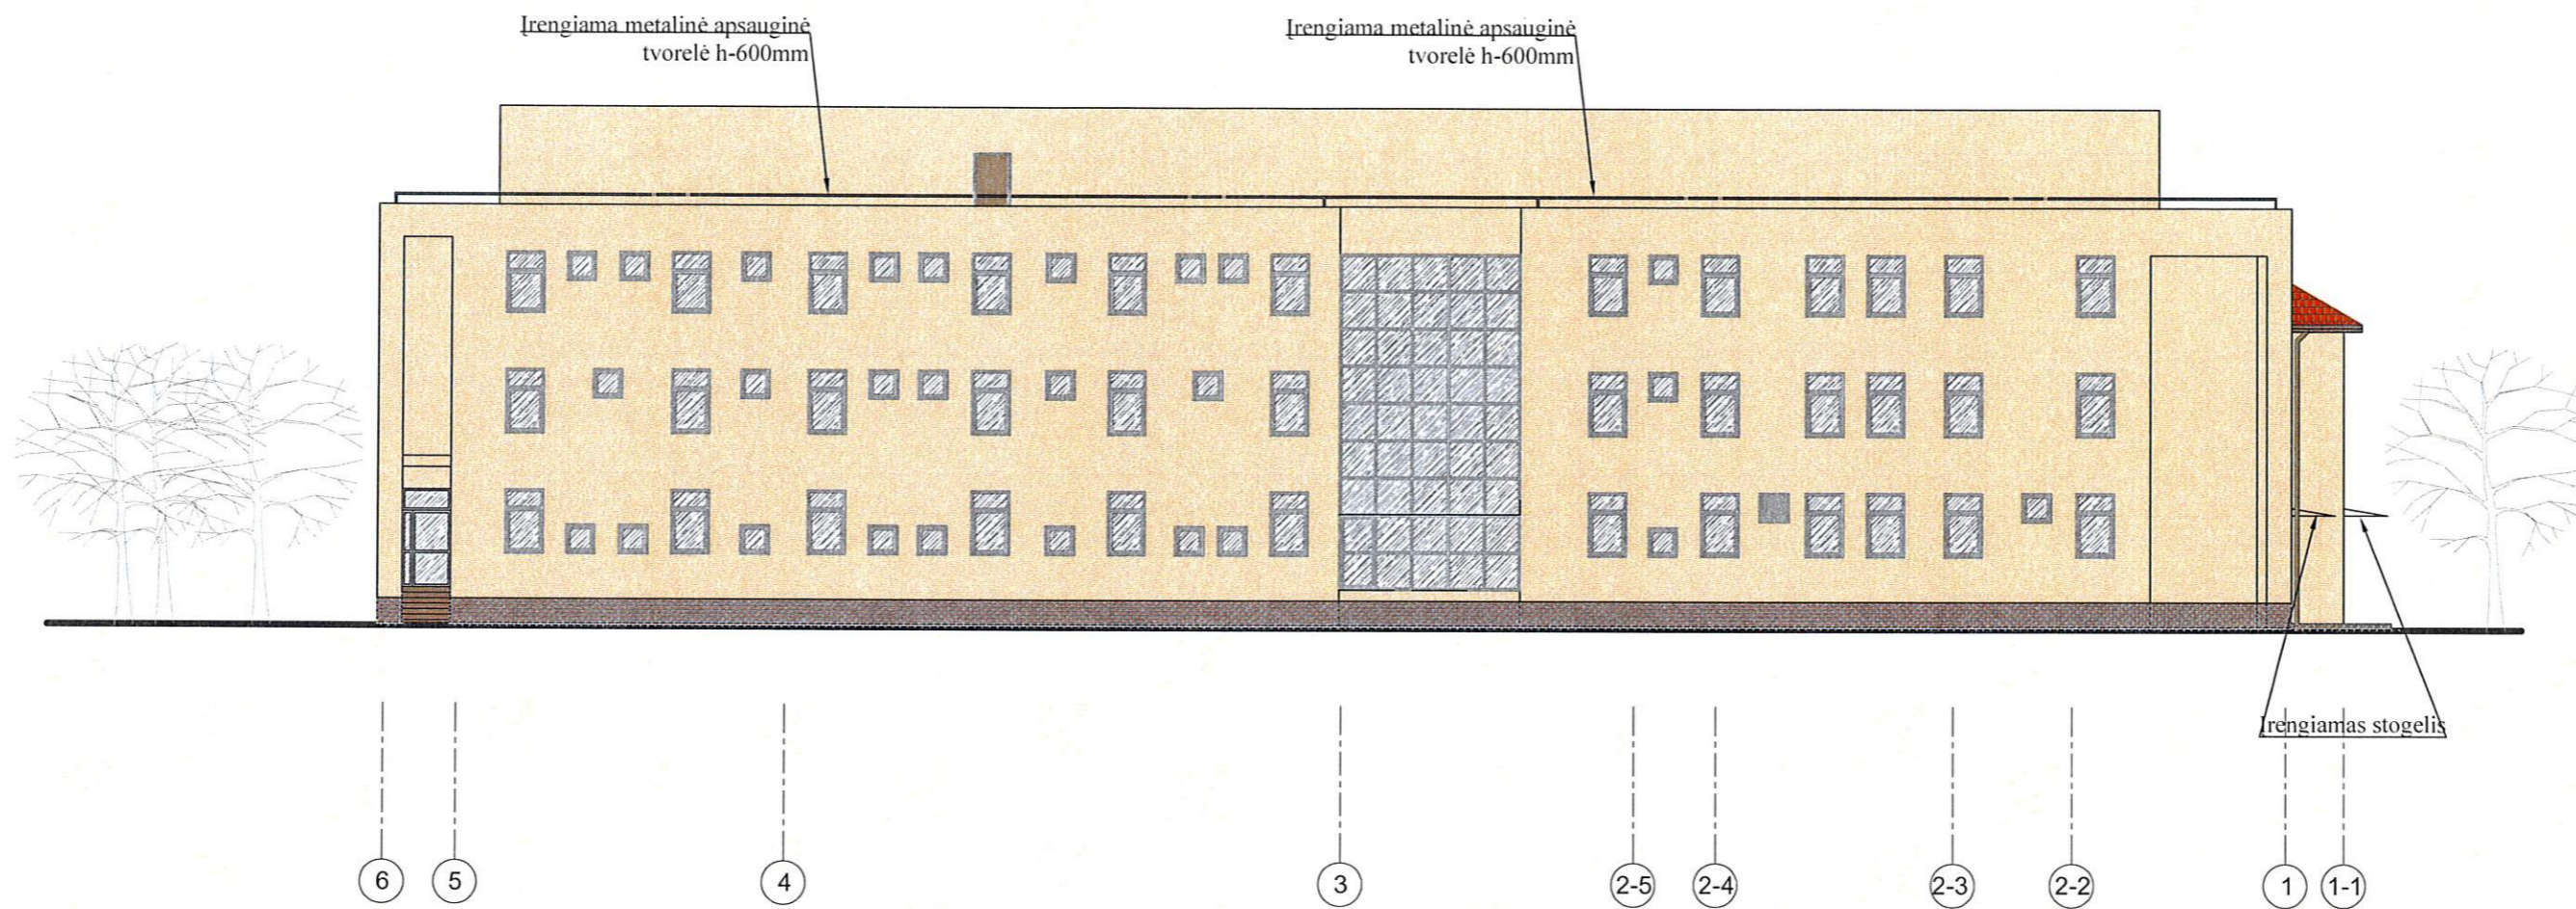 Įrengiama metalinė apsauginė
tvorelė h-600mm
Įrengiama metalinė apsauginė
tvorelė h-600mm
Įrengiamas stogelis
6
5
4
3
2-5
2-4
2-3
2-2
1
1-1